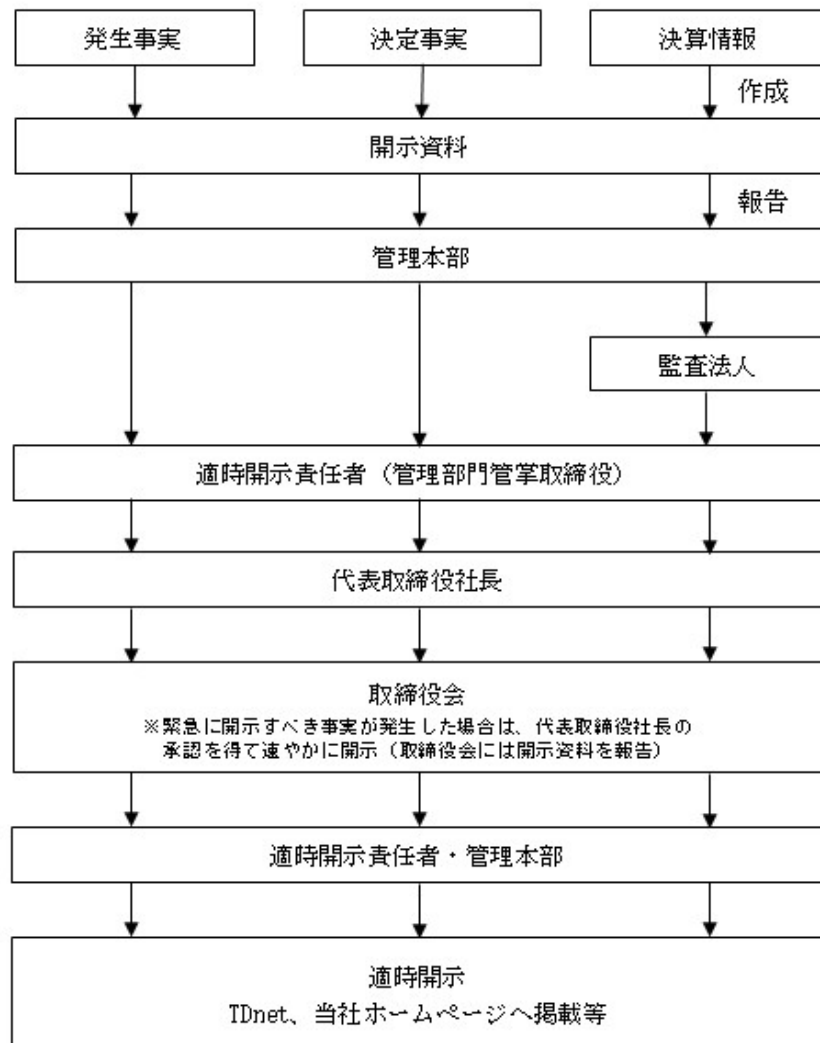 発生事実
決定事実
決算情報
作成
開示資料
報告
管理本部
監査法人
適時開示責任者（管理部門管掌取締役）
代表取締役社長
取締役会
※緊急に開示すべき事実が発生した場合は、代表取締役社長の
承認を得て速やかに開示（取締役会には開示資料を報告）
適時開示責任者・管理本部
適時開示
TDnet、当社ホームページへ掲載等